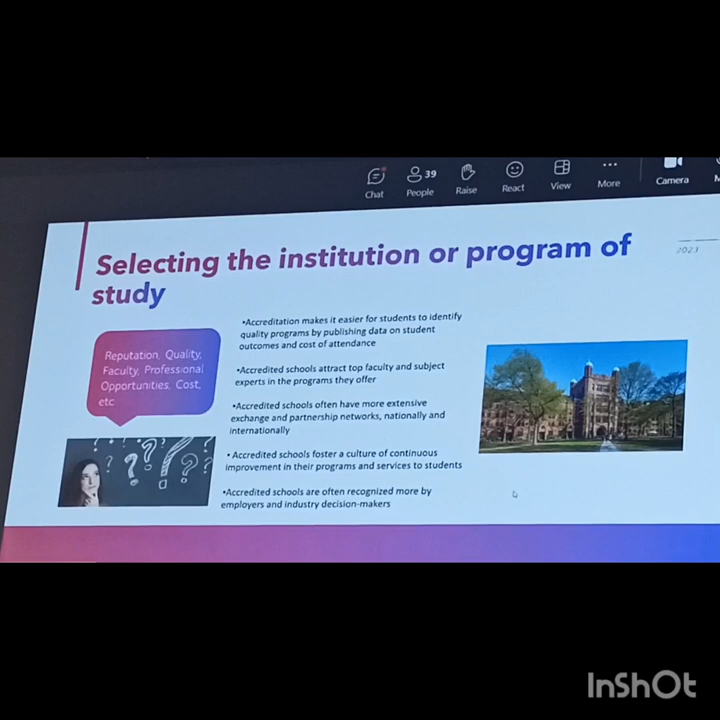 Chat
39
People
Raise
React
View
More
Camera
Selecting the institution or program of
study
2023
Reputation, Quality,
Faculty, Professional
Opportunities, Cost,
etc
•Accreditation makes it easier for students to identify
quality programs by publishing data on student
outcomes and cost of attendance
•Accredited schools attract top faculty and subject
experts in the programs they offer
•Accredited schools often have more extensive
exchange and partnership networks, nationally and
internationally
• Accredited schools foster a culture of continuous
improvement in their programs and services to students
•Accredited schools are often recognized more by
employers and industry decision-makers
InShOt